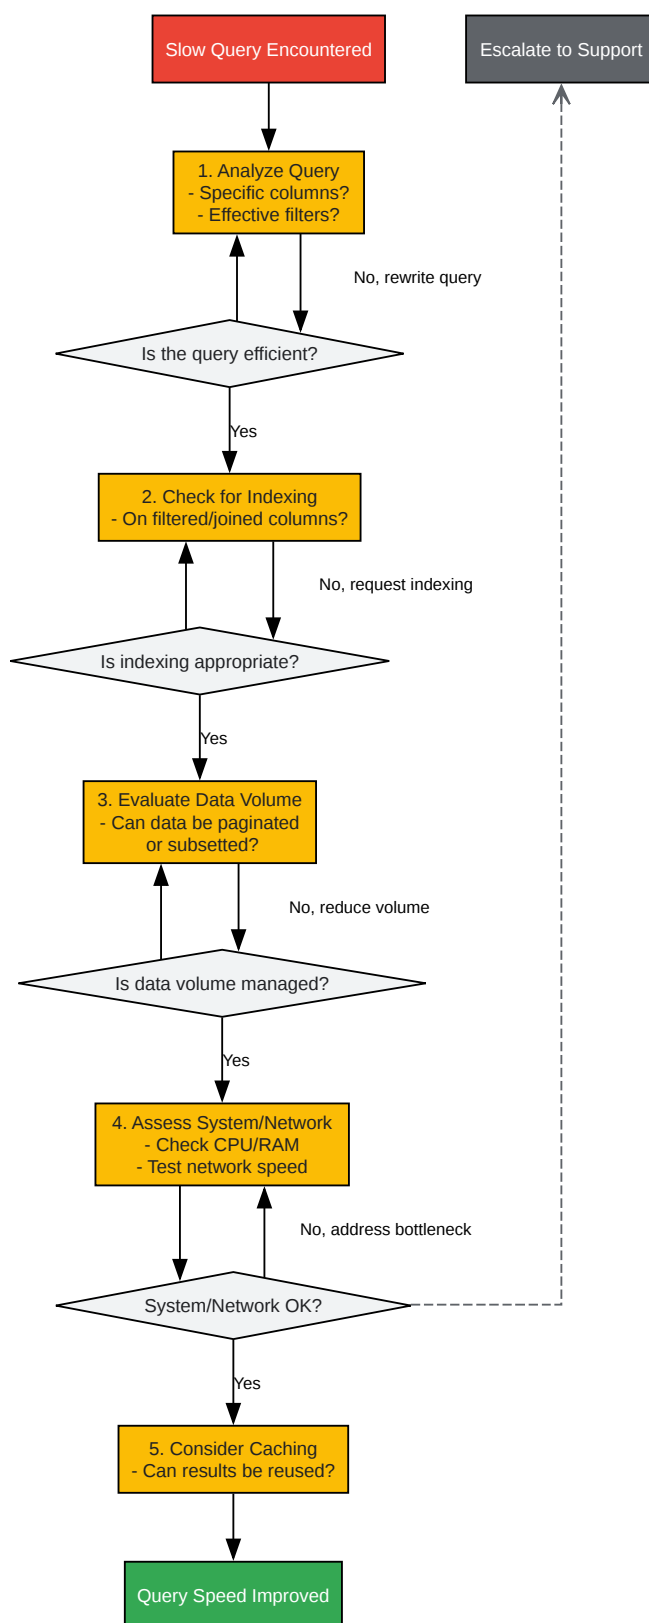 Slow Query Encountered
Escalate to Support
1. Analyze Query
- Specific columns?
- Effective filters?
No, rewrite query
Is the query efficient?
Yes
2. Check for Indexing
- On filtered/joined columns?
No, request indexing
Is indexing appropriate?
Yes
3. Evaluate Data Volume
- Can data be paginated
or subsetted?
No, reduce volume
Is data volume managed?
Yes
4. Assess System/Network
- Check CPU/RAM
- Test network speed
No, address bottleneck
System/Network OK?
Yes
5. Consider Caching
- Can results be reused?
Query Speed Improved